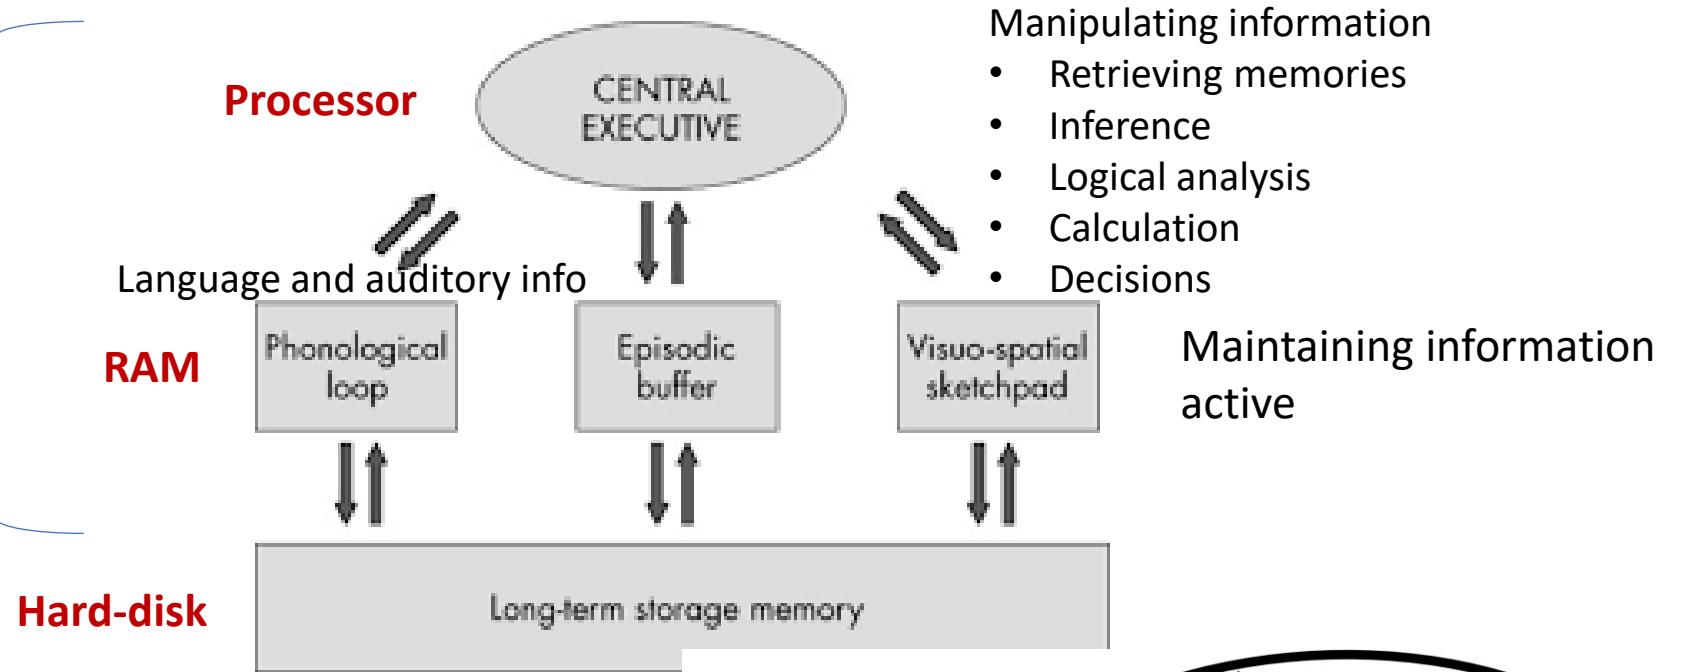 Manipulating information
• Retrieving memories
• Inference
• Logical analysis
• Calculation
• Decisions
Processor
CENTRAL
EXECUTIVE
Language and auditory info
RAM
Phonological
loop
Episodic
buffer
Visuo-spatial
sketchpad
Maintaining information
active
Hard-disk
Long-term storage memory